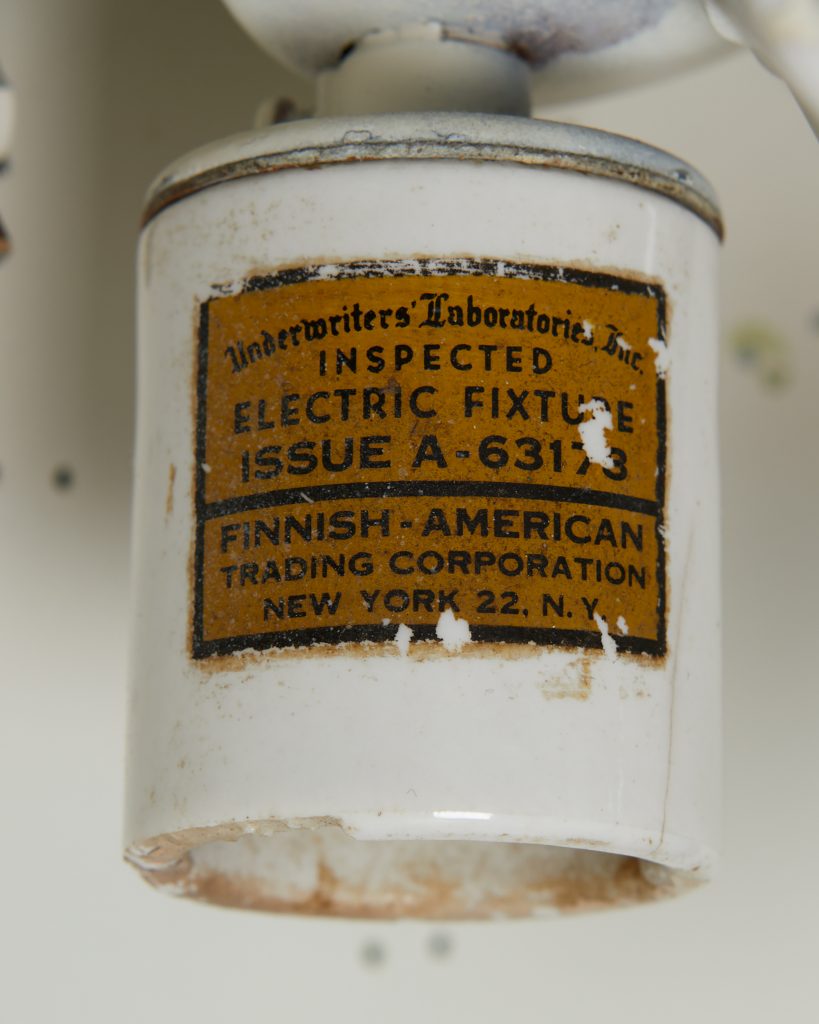 Underwriters' Laboratories, Inc.
INSPECTED
ELECTRIC FIXTURE
ISSUE A-63173
FINNISH-AMERICAN
TRADING CORPORATION
NEW YORK 22, N.Y.